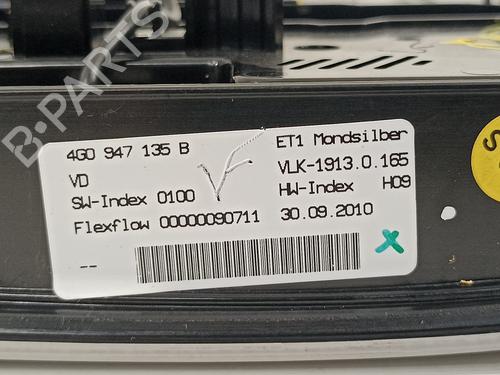 B-PARTS
4G0 947 135 B
VD
SW-Index 0100
Flexflow 00000090711
--
ET1 Mondsilber
VLK-1913.0.165
HW-Index H09
30.09.2010
X
S